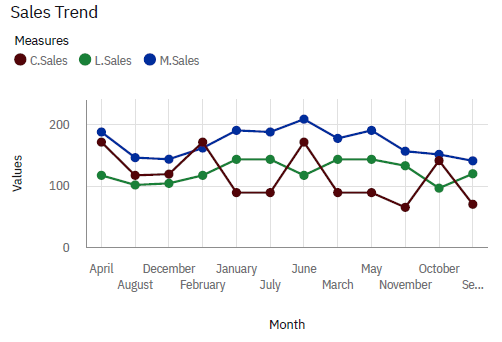 Sales Trend
Measures
C.Sales L.Sales M.Sales
Values
200
100
0
April December January June May October
August February July March November Se...
Month